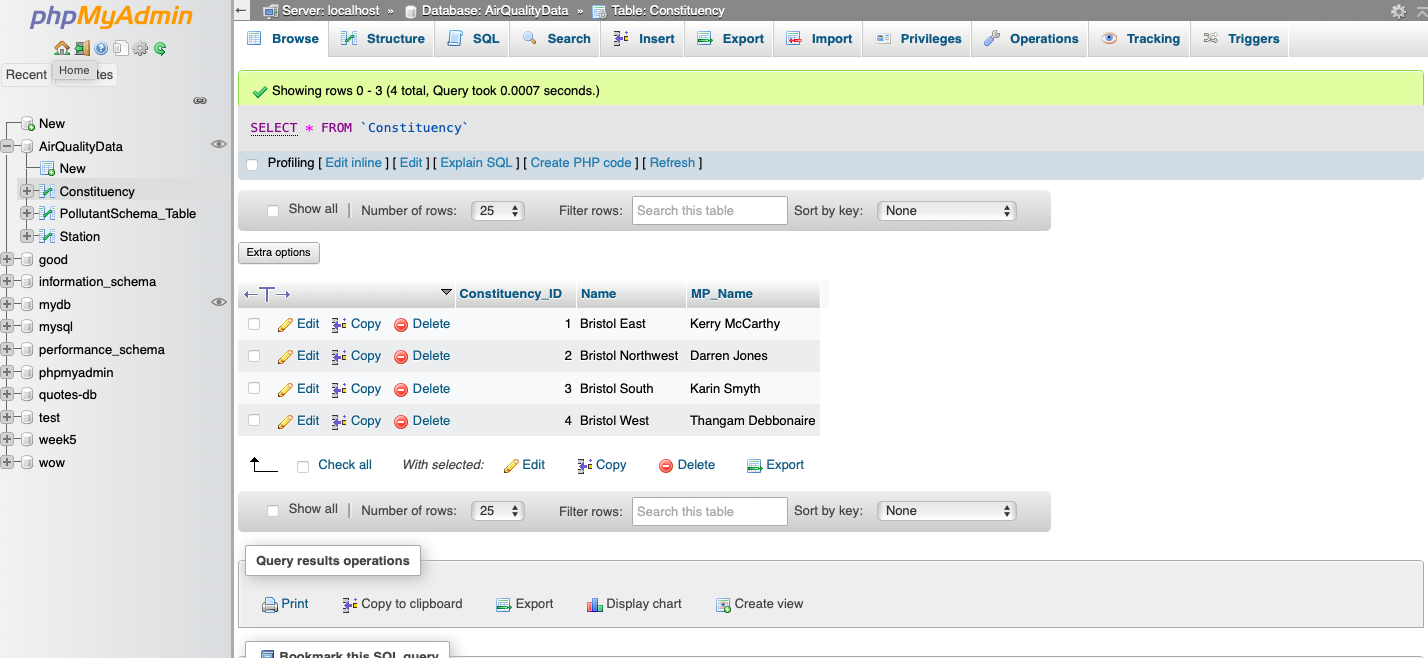 phpMyAdmin
Recent
Home
tes
New
AirQualityData
New
Constituency
PollutantSchema_Table
Station
good
information_schema
mydb
mysql
performance_schema
phpmyadmin
quotes-db
test
week5
wow
Server: localhost » Database: AirQualityData » Table: Constituency
Browse Structure SQL Search Insert Export Import Privileges Operations Tracking Triggers
Showing rows 0 - 3 (4 total, Query took 0.0007 seconds.)
SELECT * FROM `Constituency`
Profiling [ Edit inline ] [ Edit ] [ Explain SQL ] [ Create PHP code ] [ Refresh ]
Show all | Number of rows: 25 Filter rows: Search this table Sort by key: None
Extra options
←T→ Constituency_ID Name MP_Name
Edit Copy Delete 1 Bristol East Kerry McCarthy
Edit Copy Delete 2 Bristol Northwest Darren Jones
Edit Copy Delete 3 Bristol South Karin Smyth
Edit Copy Delete 4 Bristol West Thangam Debbonaire
Check all With selected: Edit Copy Delete Export
Show all | Number of rows: 25 Filter rows: Search this table Sort by key: None
Query results operations
Print Copy to clipboard Export Display chart Create view
Bookmark this SQL query